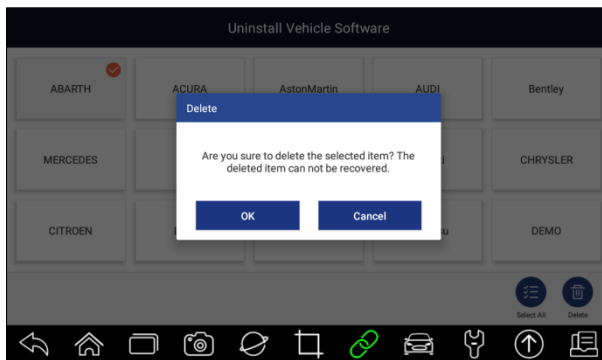 Uninstall Vehicle Software
ABARTH
ACURA
AstonMartin
AUDI
Bentley
Delete
Are you sure to delete the selected item? The
deleted item can not be recovered.
OK
Cancel
MERCEDES
CHRYSLER
CITROEN
DEMO
Select All
Delete